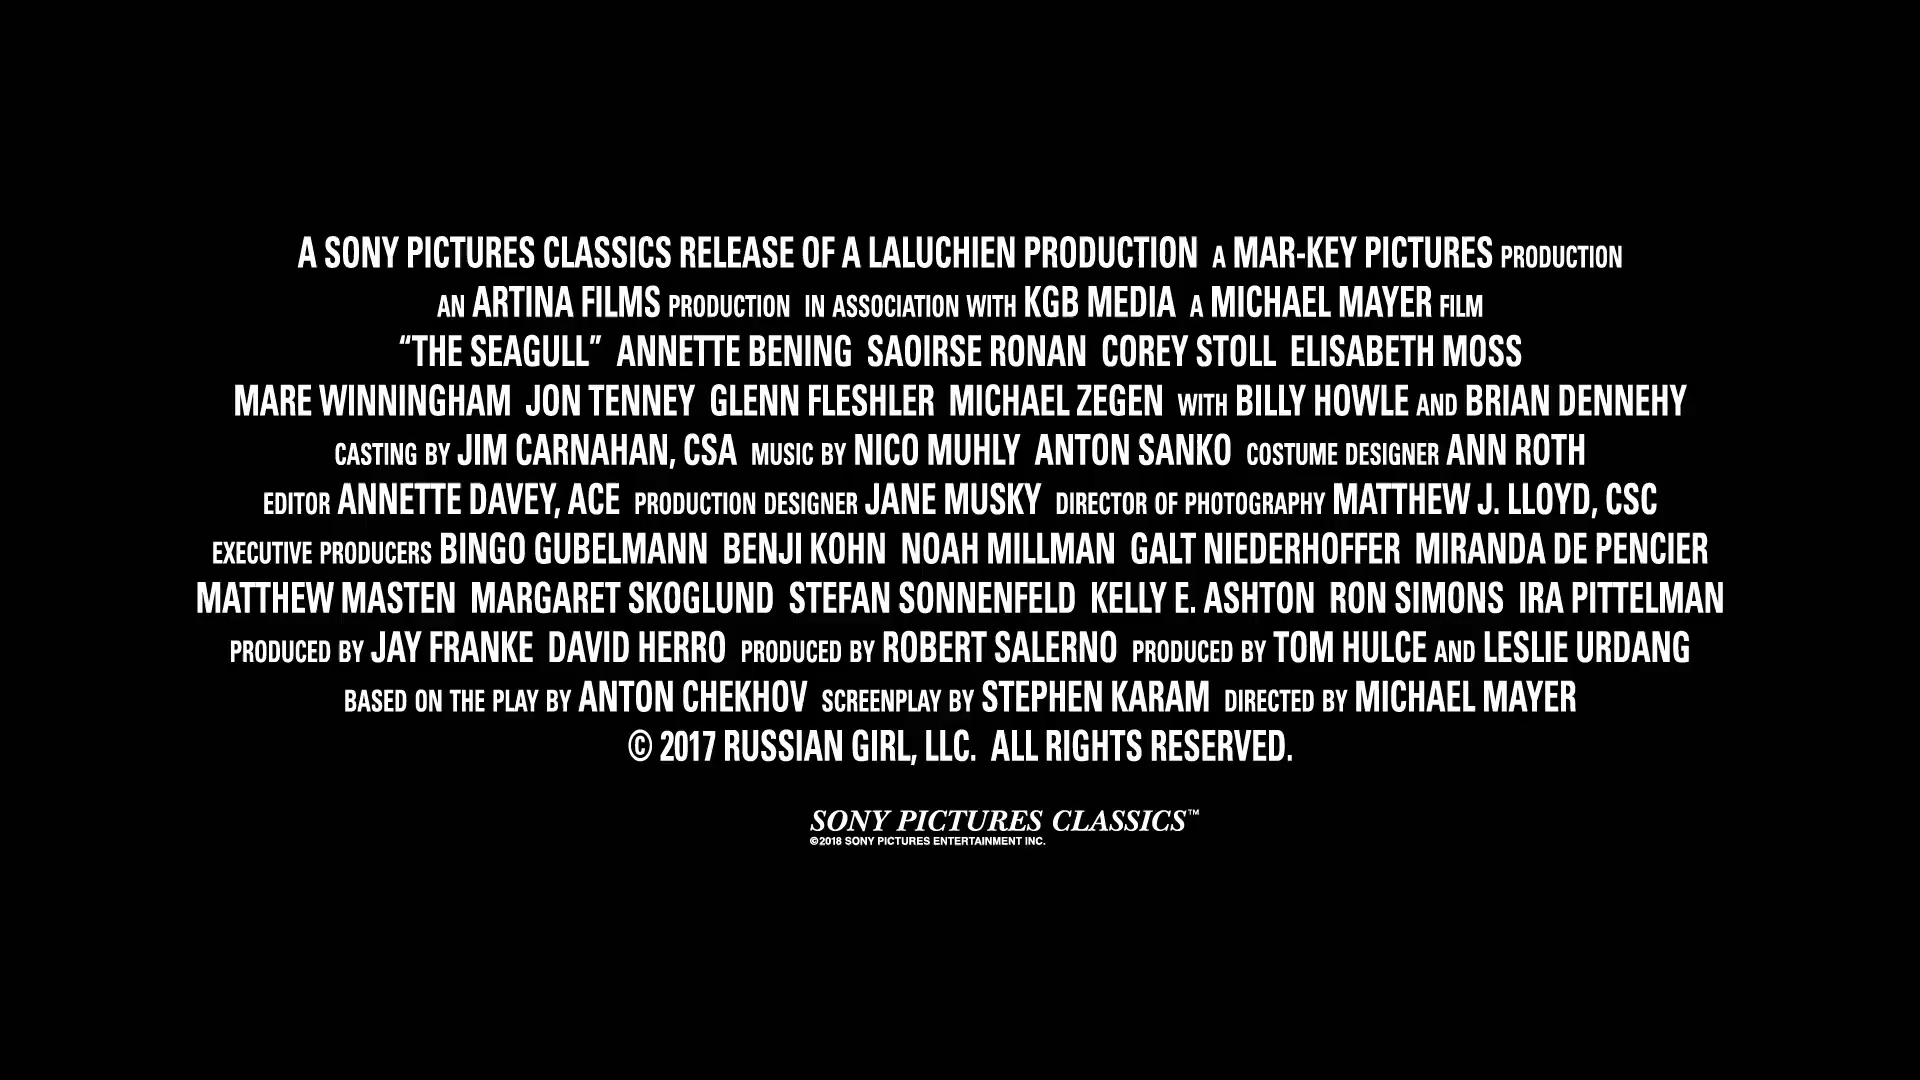 A SONY PICTURES CLASSICS RELEASE OF A LALUCHIEN PRODUCTION A MAR-KEY PICTURES PRODUCTION
AN ARTINA FILMS PRODUCTION IN ASSOCIATION WITH KGB MEDIA A MICHAEL MAYER FILM
“THE SEAGULL” ANNETTE BENING SAOIRSE RONAN COREY STOLL ELISABETH MOSS
MARE WINNINGHAM JON TENNEY GLENN FLESHLER MICHAEL ZEGEN WITH BILLY HOWLE AND BRIAN DENNEHY
CASTING BY JIM CARNAHAN, CSA MUSIC BY NICO MUHLY ANTON SANKO COSTUME DESIGNER ANN ROTH
EDITOR ANNETTE DAVEY, ACE PRODUCTION DESIGNER JANE MUSKY DIRECTOR OF PHOTOGRAPHY MATTHEW J. LLOYD, CSC
EXECUTIVE PRODUCERS BINGO GUBELMANN BENJI KOHN NOAH MILLMAN GALT NIEDERHOFFER MIRANDA DE PENCIER
MATTHEW MASTEN MARGARET SKOGLUND STEFAN SONNENFELD KELLY E. ASHTON RON SIMONS IRA PITTELMAN
PRODUCED BY JAY FRANKE DAVID HERRO PRODUCED BY ROBERT SALERNO PRODUCED BY TOM HULCE AND LESLIE URDANG
BASED ON THE PLAY BY ANTON CHEKHOV SCREENPLAY BY STEPHEN KARAM DIRECTED BY MICHAEL MAYER
© 2017 RUSSIAN GIRL, LLC. ALL RIGHTS RESERVED.
SONY PICTURES CLASSICS™
©2018 SONY PICTURES ENTERTAINMENT INC.